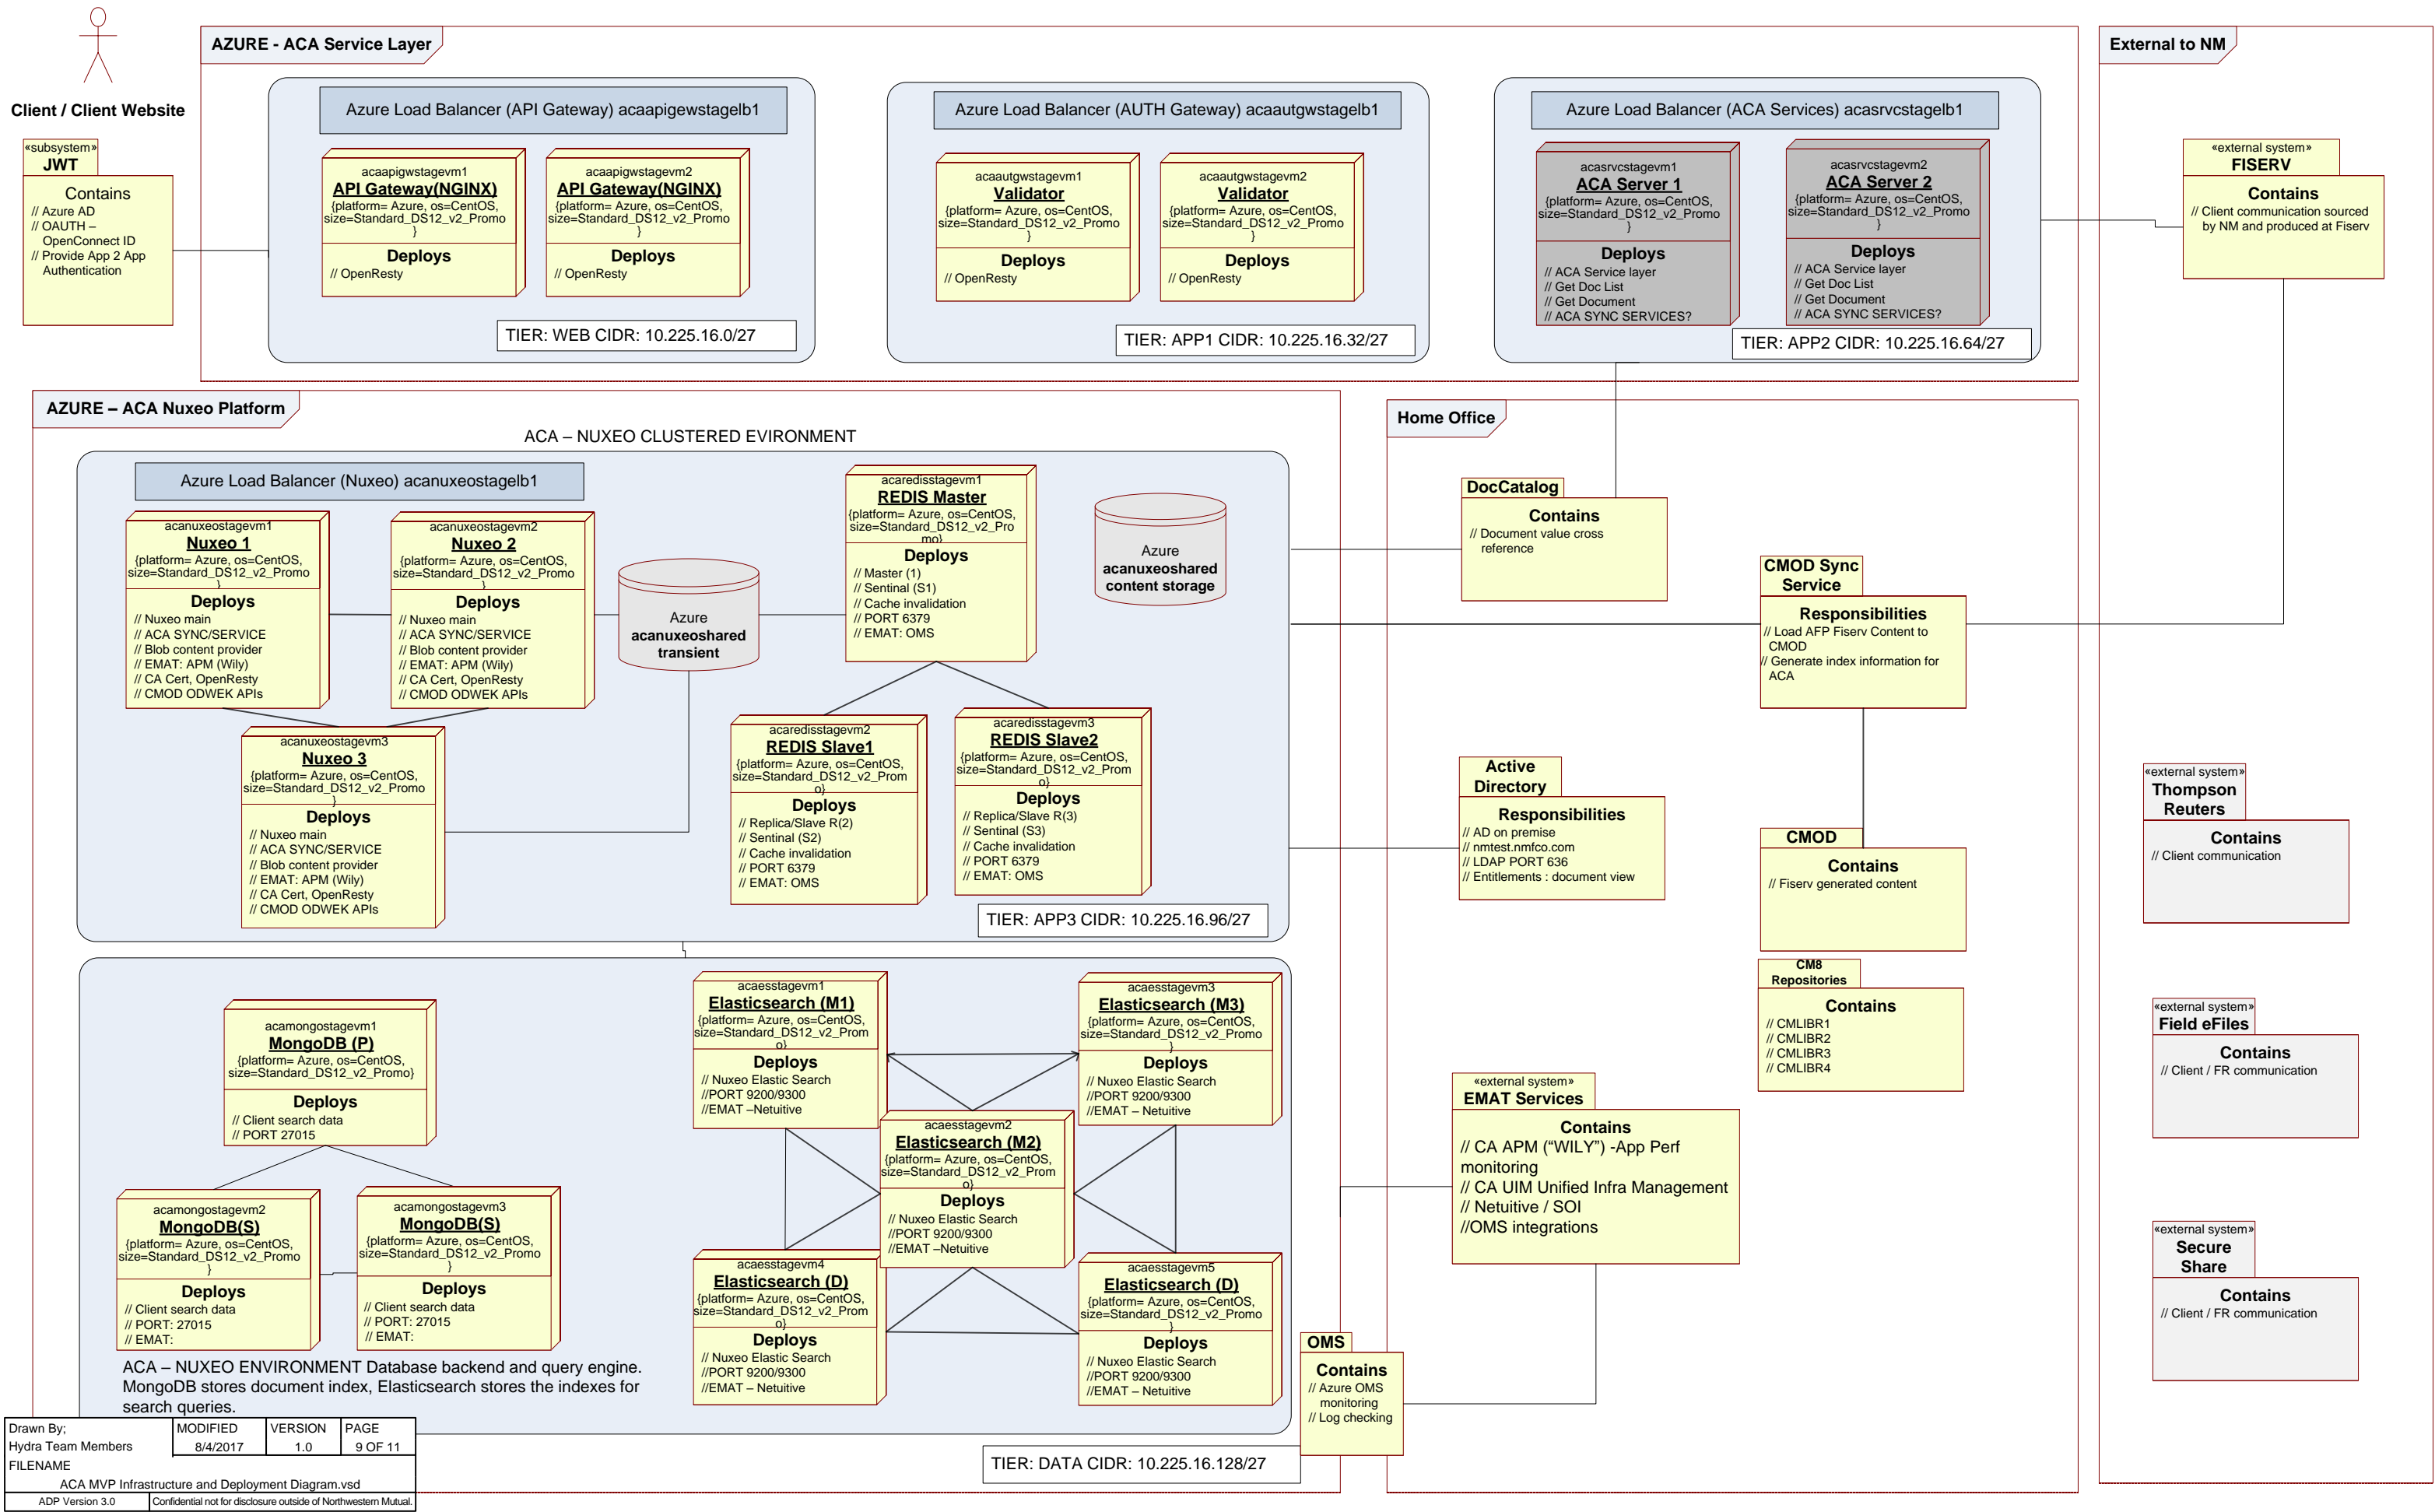 AZURE - ACA Service Layer
External to NM
Client / Client Website
«subsystem»
JWT
Contains
// Azure AD
// OAUTH –
OpenConnect ID
// Provide App 2 App
Authentication
Azure Load Balancer (API Gateway) acaapigewstagelb1
acaapigwstagevm1
API Gateway(NGINX)
{platform= Azure, os=CentOS,
size=Standard_DS12_v2_Promo
}
Deploys
// OpenResty
acaapigwstagevm2
API Gateway(NGINX)
{platform= Azure, os=CentOS,
size=Standard_DS12_v2_Promo
}
Deploys
// OpenResty
TIER: WEB CIDR: 10.225.16.0/27
Azure Load Balancer (AUTH Gateway) acaautgwstagelb1
acaautgwstagevm1
Validator
{platform= Azure, os=CentOS,
size=Standard_DS12_v2_Promo
}
Deploys
// OpenResty
acaautgwstagevm2
Validator
{platform= Azure, os=CentOS,
size=Standard_DS12_v2_Promo
}
Deploys
// OpenResty
TIER: APP1 CIDR: 10.225.16.32/27
Azure Load Balancer (ACA Services) acasrvcstagelb1
acasrvcstagevm1
ACA Server 1
{platform= Azure, os=CentOS,
size=Standard_DS12_v2_Promo
}
Deploys
// ACA Service layer
// Get Doc List
// Get Document
// ACA SYNC SERVICES?
acasrvcstagevm2
ACA Server 2
{platform= Azure, os=CentOS,
size=Standard_DS12_v2_Promo
}
Deploys
// ACA Service layer
// Get Doc List
// Get Document
// ACA SYNC SERVICES?
TIER: APP2 CIDR: 10.225.16.64/27
«external system»
FISERV
Contains
// Client communication sourced
by NM and produced at Fiserv
AZURE – ACA Nuxeo Platform
ACA – NUXEO CLUSTERED EVIRONMENT
Azure Load Balancer (Nuxeo) acanuxeostagelb1
acanuxeostagevm1
Nuxeo 1
{platform= Azure, os=CentOS,
size=Standard_DS12_v2_Promo
}
Deploys
// Nuxeo main
// ACA SYNC/SERVICE
// Blob content provider
// EMAT: APM (Wily)
// CA Cert, OpenResty
// CMOD ODWEK APIs
acanuxeostagevm2
Nuxeo 2
{platform= Azure, os=CentOS,
size=Standard_DS12_v2_Promo
}
Deploys
// Nuxeo main
// ACA SYNC/SERVICE
// Blob content provider
// EMAT: APM (Wily)
// CA Cert, OpenResty
// CMOD ODWEK APIs
acanuxeostagevm3
Nuxeo 3
{platform= Azure, os=CentOS,
size=Standard_DS12_v2_Promo
}
Deploys
// Nuxeo main
// ACA SYNC/SERVICE
// Blob content provider
// EMAT: APM (Wily)
// CA Cert, OpenResty
// CMOD ODWEK APIs
Azure
acanuxeoshared
transient
acaredisstagevm1
REDIS Master
{platform= Azure, os=CentOS,
size=Standard_DS12_v2_Pro
mo}
Deploys
// Master (1)
// Sentinal (S1)
// Cache invalidation
// PORT 6379
// EMAT: OMS
Azure
acanuxeoshared
content storage
acaredisstagevm2
REDIS Slave1
{platform= Azure, os=CentOS,
size=Standard_DS12_v2_Prom
o}
Deploys
// Replica/Slave R(2)
// Sentinal (S2)
// Cache invalidation
// PORT 6379
// EMAT: OMS
acaredisstagevm3
REDIS Slave2
{platform= Azure, os=CentOS,
size=Standard_DS12_v2_Prom
o}
Deploys
// Replica/Slave R(3)
// Sentinal (S3)
// Cache invalidation
// PORT 6379
// EMAT: OMS
TIER: APP3 CIDR: 10.225.16.96/27
Home Office
DocCatalog
Contains
// Document value cross
reference
CMOD Sync
Service
Responsibilities
// Load AFP Fiserv Content to
CMOD
// Generate index information for
ACA
Active
Directory
Responsibilities
// AD on premise
// nmtest.nmfco.com
// LDAP PORT 636
// Entitlements : document view
CMOD
Contains
// Fiserv generated content
CM8
Repositories
Contains
// CMLIBR1
// CMLIBR2
// CMLIBR3
// CMLIBR4
«external system»
EMAT Services
Contains
// CA APM (“WILY”) -App Perf
monitoring
// CA UIM Unified Infra Management
// Netuitive / SOI
//OMS integrations
OMS
Contains
// Azure OMS
monitoring
// Log checking
«external system»
Thompson
Reuters
Contains
// Client communication
«external system»
Field eFiles
Contains
// Client / FR communication
«external system»
Secure
Share
Contains
// Client / FR communication
acamongostagevm1
MongoDB (P)
{platform= Azure, os=CentOS,
size=Standard_DS12_v2_Promo}
Deploys
// Client search data
// PORT 27015
acamongostagevm2
MongoDB(S)
{platform= Azure, os=CentOS,
size=Standard_DS12_v2_Promo
}
Deploys
// Client search data
// PORT: 27015
// EMAT:
acamongostagevm3
MongoDB(S)
{platform= Azure, os=CentOS,
size=Standard_DS12_v2_Promo
}
Deploys
// Client search data
// PORT: 27015
// EMAT:
acaesstagevm1
Elasticsearch (M1)
{platform= Azure, os=CentOS,
size=Standard_DS12_v2_Prom
o}
Deploys
// Nuxeo Elastic Search
//PORT 9200/9300
//EMAT –Netuitive
acaesstagevm3
Elasticsearch (M3)
{platform= Azure, os=CentOS,
size=Standard_DS12_v2_Promo
}
Deploys
// Nuxeo Elastic Search
//PORT 9200/9300
//EMAT – Netuitive
acaesstagevm2
Elasticsearch (M2)
{platform= Azure, os=CentOS,
size=Standard_DS12_v2_Prom
o}
Deploys
// Nuxeo Elastic Search
//PORT 9200/9300
//EMAT –Netuitive
acaesstagevm4
Elasticsearch (D)
{platform= Azure, os=CentOS,
size=Standard_DS12_v2_Prom
o}
Deploys
// Nuxeo Elastic Search
//PORT 9200/9300
//EMAT – Netuitive
acaesstagevm5
Elasticsearch (D)
{platform= Azure, os=CentOS,
size=Standard_DS12_v2_Promo
}
Deploys
// Nuxeo Elastic Search
//PORT 9200/9300
//EMAT – Netuitive
ACA – NUXEO ENVIRONMENT Database backend and query engine.
MongoDB stores document index, Elasticsearch stores the indexes for
search queries.
TIER: DATA CIDR: 10.225.16.128/27
Drawn By;
Hydra Team Members
MODIFIED
8/4/2017
VERSION
1.0
PAGE
9 OF 11
FILENAME
ACA MVP Infrastructure and Deployment Diagram.vsd
ADP Version 3.0
Confidential not for disclosure outside of Northwestern Mutual.